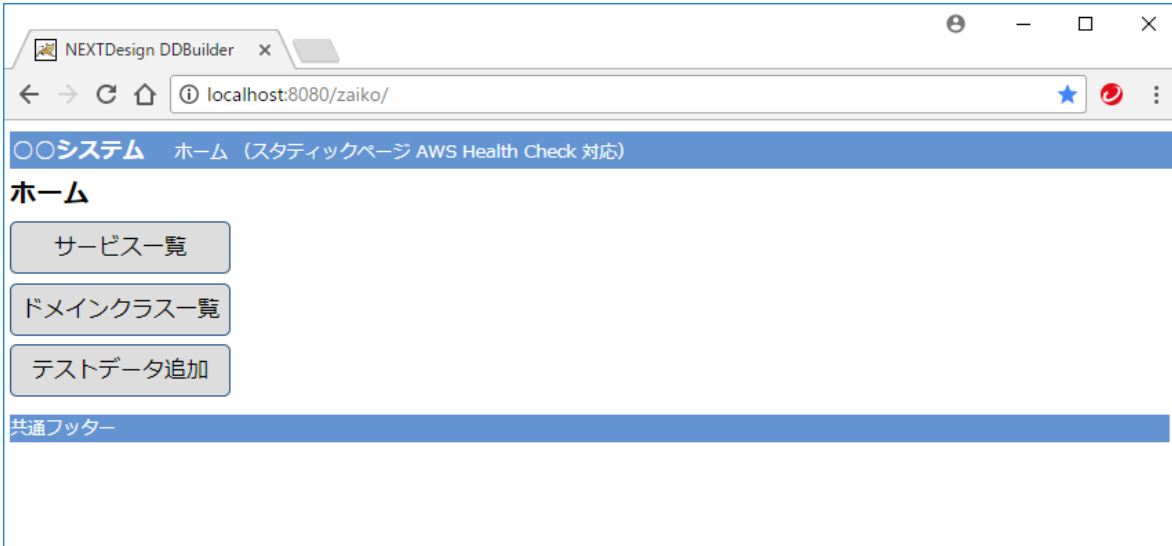 NEXTDesign DDBuilder
localhost:8080/zaiko/
○○システム ホーム （スタティックページ AWS Health Check 対応）
ホーム
サービス一覧
ドメインクラス一覧
テストデータ追加
共通フッター